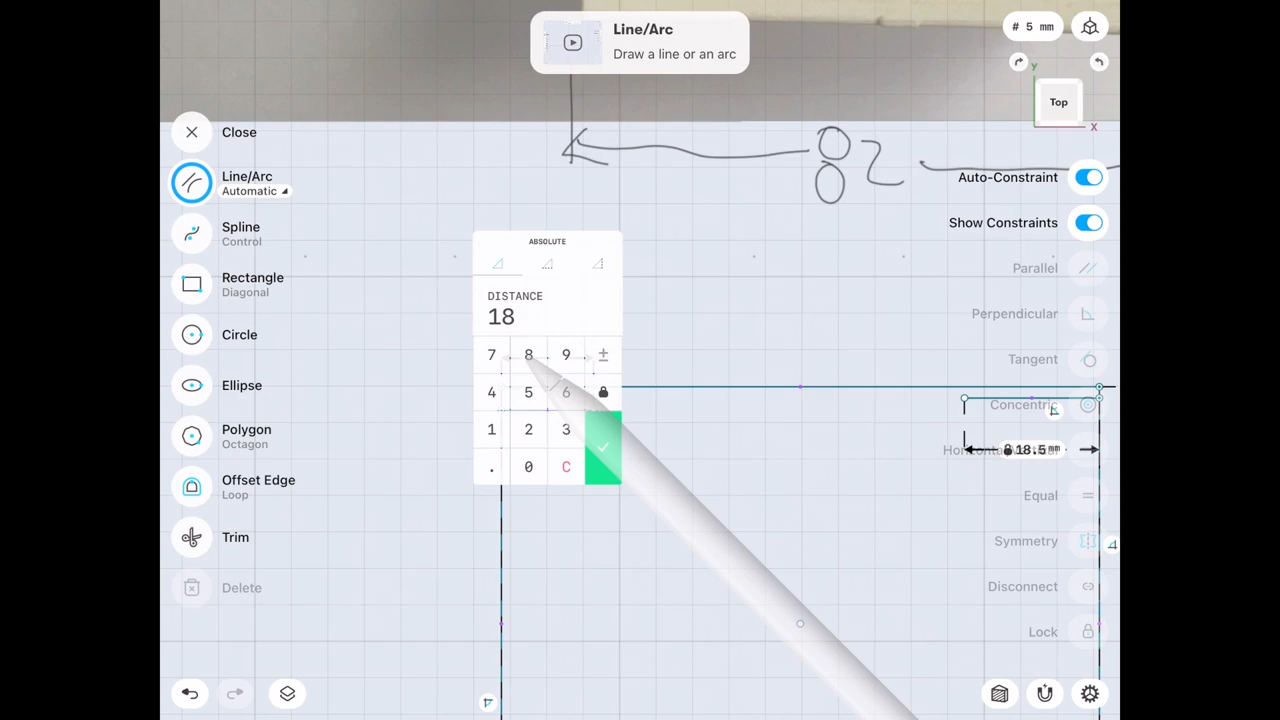 Line/Arc
Draw a line or an arc
# 5 mm
y
Top
X
82
Close
Line/Arc
Automatic
Spline
Control
Rectangle
Diagonal
Circle
Ellipse
Polygon
Octagon
Offset Edge
Loop
Trim
Delete
ABSOLUTE
DISTANCE
18
7 8 9 ±
4 5 6
1 2 3
. 0 C
Auto-Constraint
Show Constraints
Parallel
Perpendicular
Tangent
Concentric
18.5 mm
Equal
Symmetry
Disconnect
Lock